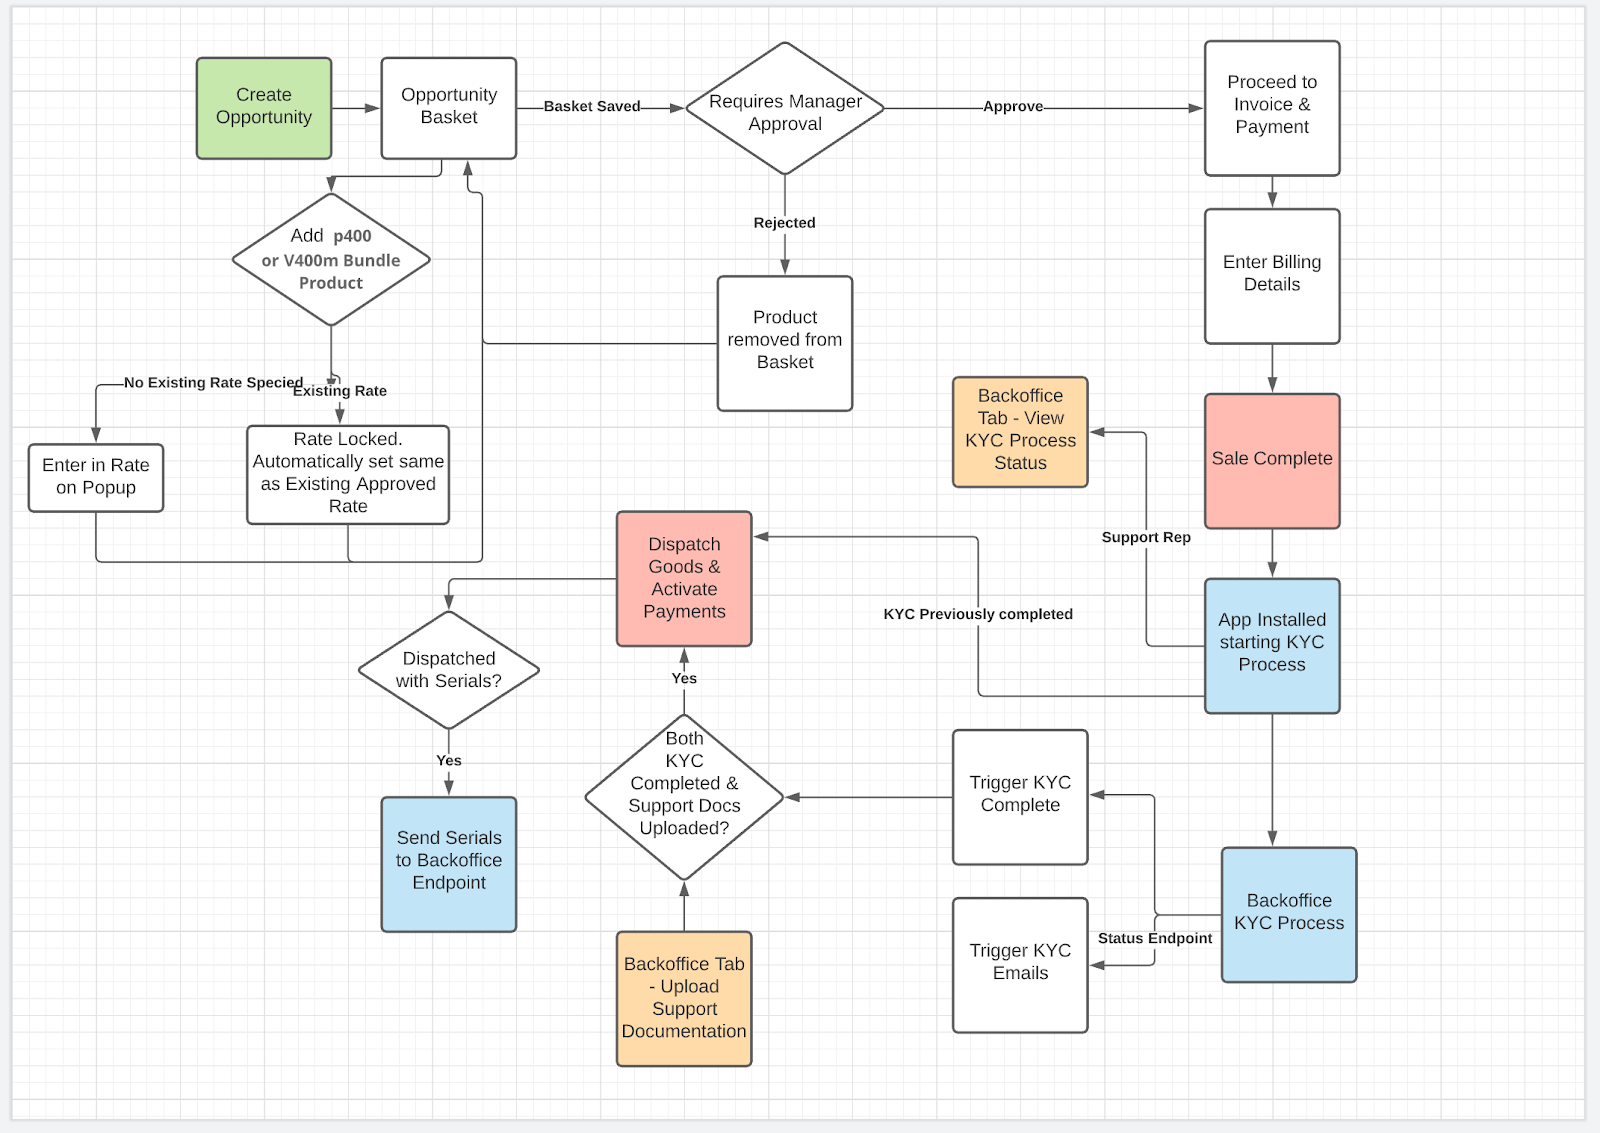 Create
Opportunity
Opportunity
Basket
Basket Saved
Requires Manager
Approval
Approve
Proceed to
Invoice &
Payment
Add p400
or V400m Bundle
Product
Rejected
Enter Billing
Details
Product
removed from
Basket
No Existing Rate Specied
Existing Rate
Enter in Rate
on Popup
Rate Locked.
Automatically set same
as Existing Approved
Rate
Backoffice
Tab - View
KYC Process
Status
Sale Complete
Support Rep
Dispatch
Goods &
Activate
Payments
KYC Previously completed
App Installed
starting KYC
Process
Dispatched
with Serials?
Yes
Yes
Both
KYC
Completed &
Support Docs
Uploaded?
Trigger KYC
Complete
Send Serials
to Backoffice
Endpoint
Backoffice
KYC Process
Status Endpoint
Trigger KYC
Emails
Backoffice Tab
- Upload
Support
Documentation